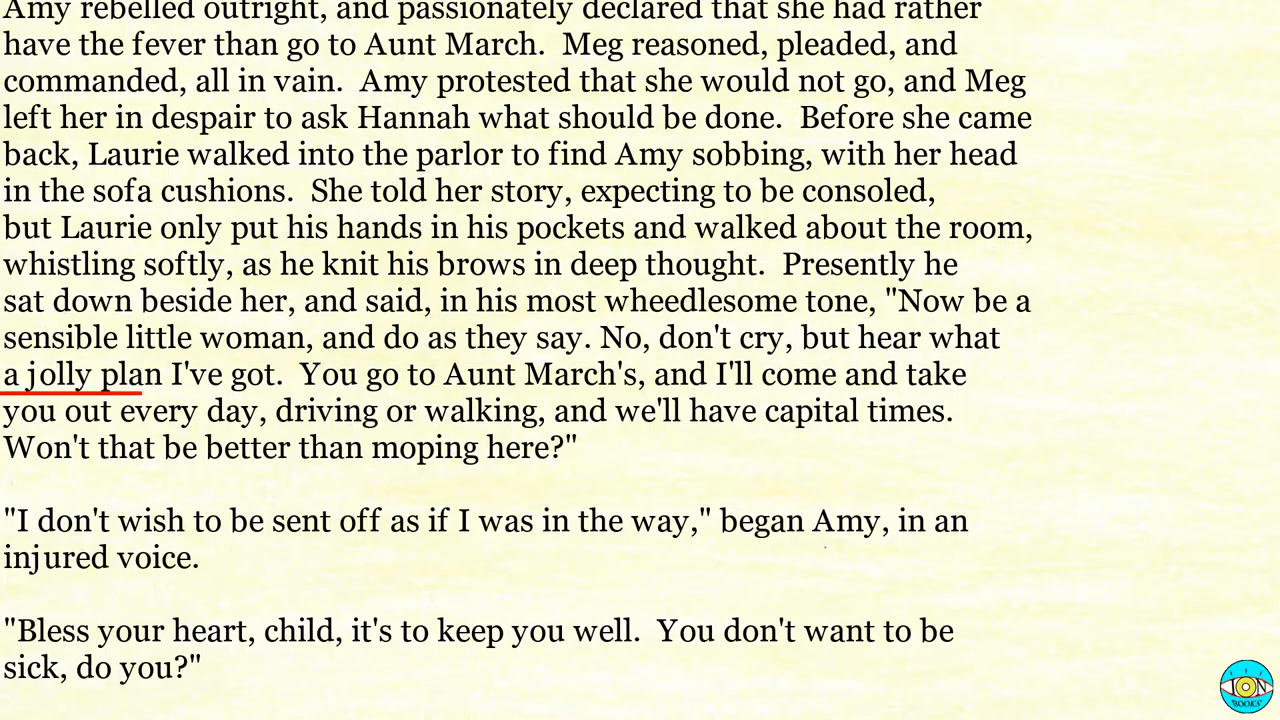 Amy rebelled outright, and passionately declared that she had rather
have the fever than go to Aunt March.  Meg reasoned, pleaded, and
commanded, all in vain.  Amy protested that she would not go, and Meg
left her in despair to ask Hannah what should be done.  Before she came
back, Laurie walked into the parlor to find Amy sobbing, with her head
in the sofa cushions.  She told her story, expecting to be consoled,
but Laurie only put his hands in his pockets and walked about the room,
whistling softly, as he knit his brows in deep thought.  Presently he
sat down beside her, and said, in his most wheedlesome tone, "Now be a
sensible little woman, and do as they say. No, don't cry, but hear what
a jolly plan I've got.  You go to Aunt March's, and I'll come and take
you out every day, driving or walking, and we'll have capital times.
Won't that be better than moping here?"
"I don't wish to be sent off as if I was in the way," began Amy, in an
injured voice.
"Bless your heart, child, it's to keep you well.  You don't want to be
sick, do you?"
ION
BOOKS